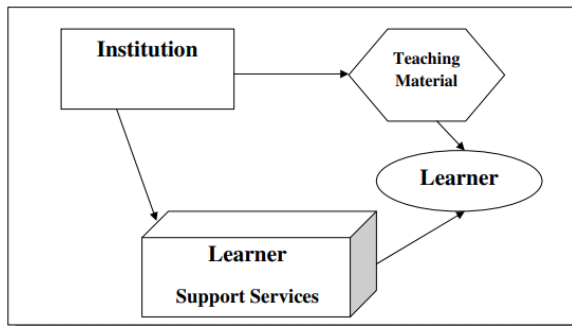 Institution
Teaching
Material
Learner
Learner
Support Services